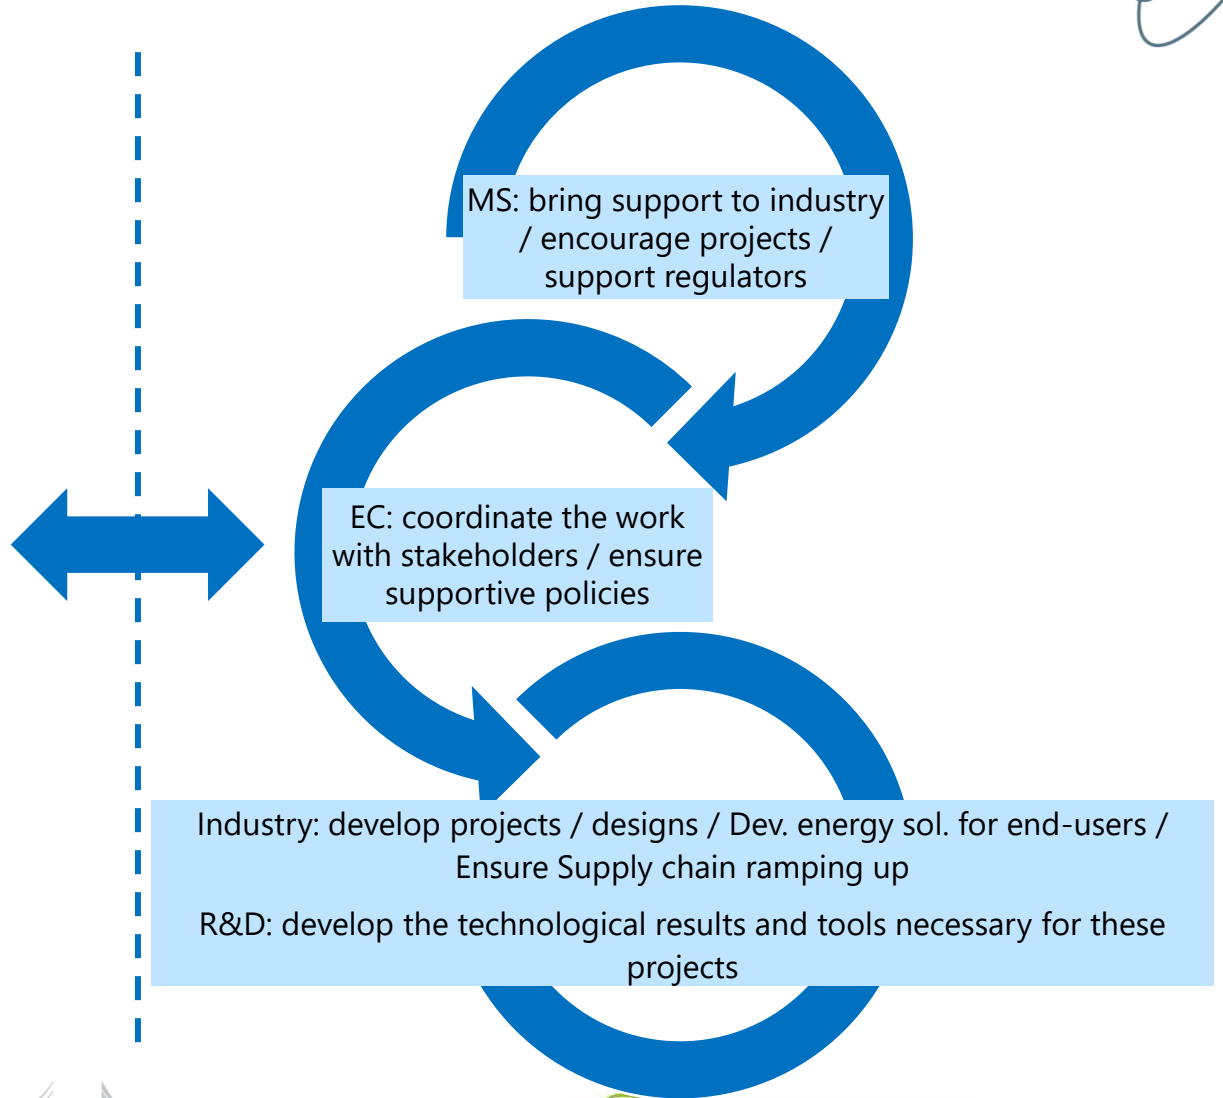 MS: bring support to industry
/ encourage projects /
support regulators
EC: coordinate the work
with stakeholders / ensure
supportive policies
Industry: develop projects / designs / Dev. energy sol. for end-users /
Ensure Supply chain ramping up
R&D: develop the technological results and tools necessary for these
projects